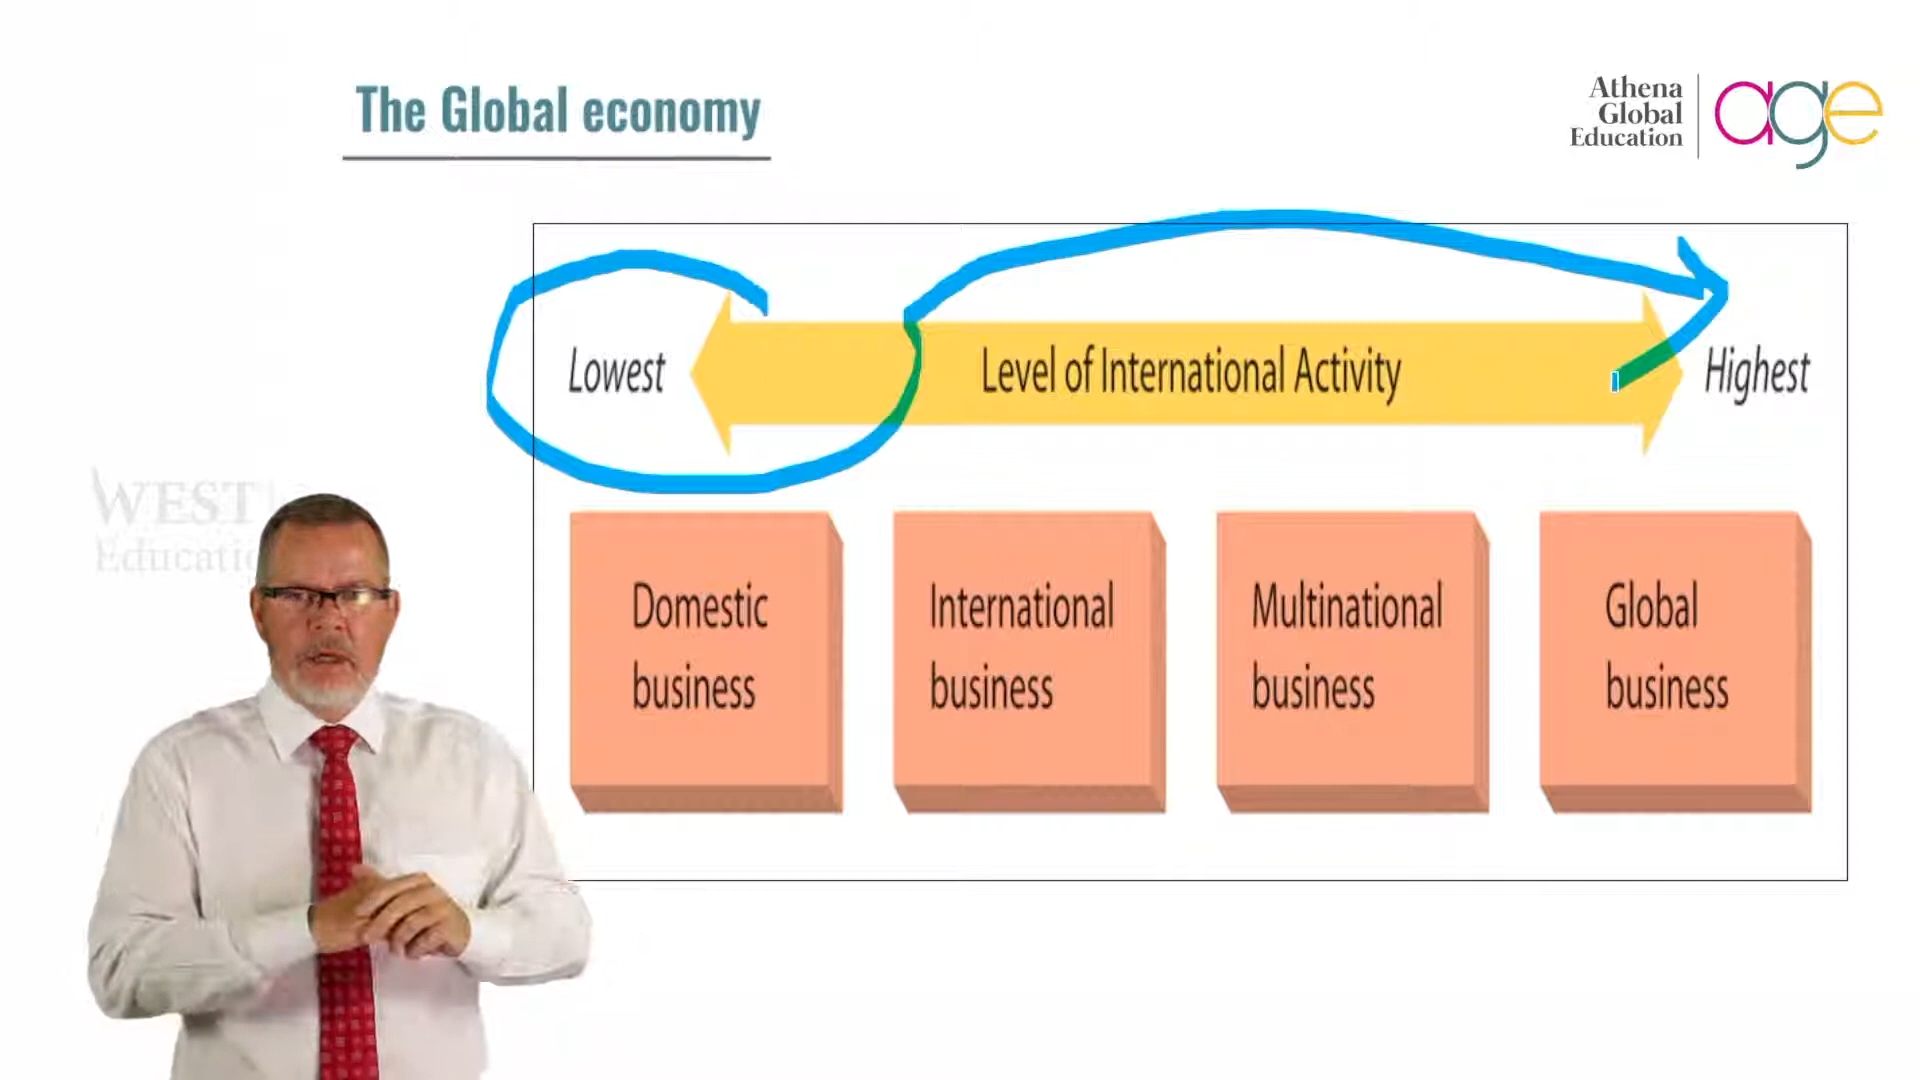 The Global economy
Athena
Global
Education
age
Lowest
Level of International Activity
Highest
WEST
Domestic
business
International
business
Multinational
business
Global
business